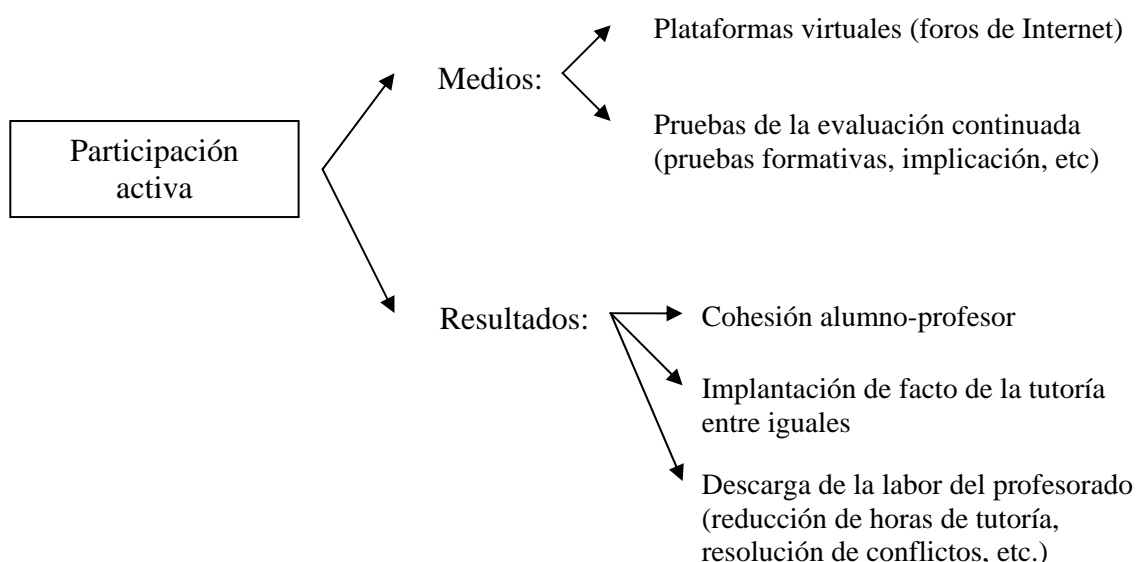 Participación
activa
Medios:
Plataformas virtuales (foros de Internet)
Pruebas de la evaluación continuada
(pruebas formativas, implicación, etc)
Resultados:
Cohesión alumno-profesor
Implantación de facto de la tutoría
entre iguales
Descarga de la labor del profesorado
(reducción de horas de tutoría,
resolución de conflictos, etc.)